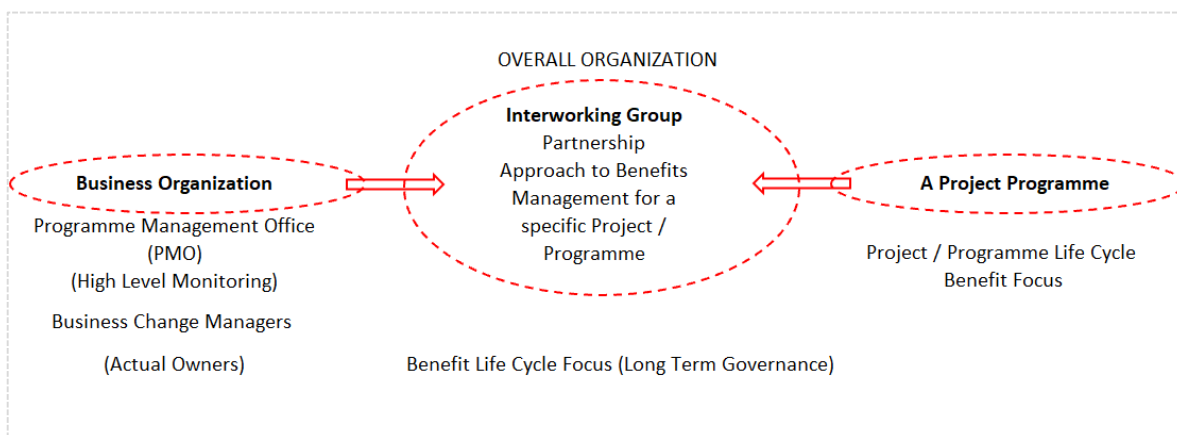 OVERALL ORGANIZATION
Interworking Group
Partnership
Approach to Benefits
Management for a
specific Project /
Programme
Business Organization
Programme Management Office
(PMO)
(High Level Monitoring)
Business Change Managers
(Actual Owners)
A Project Programme
Project / Programme Life Cycle
Benefit Focus
Benefit Life Cycle Focus (Long Term Governance)